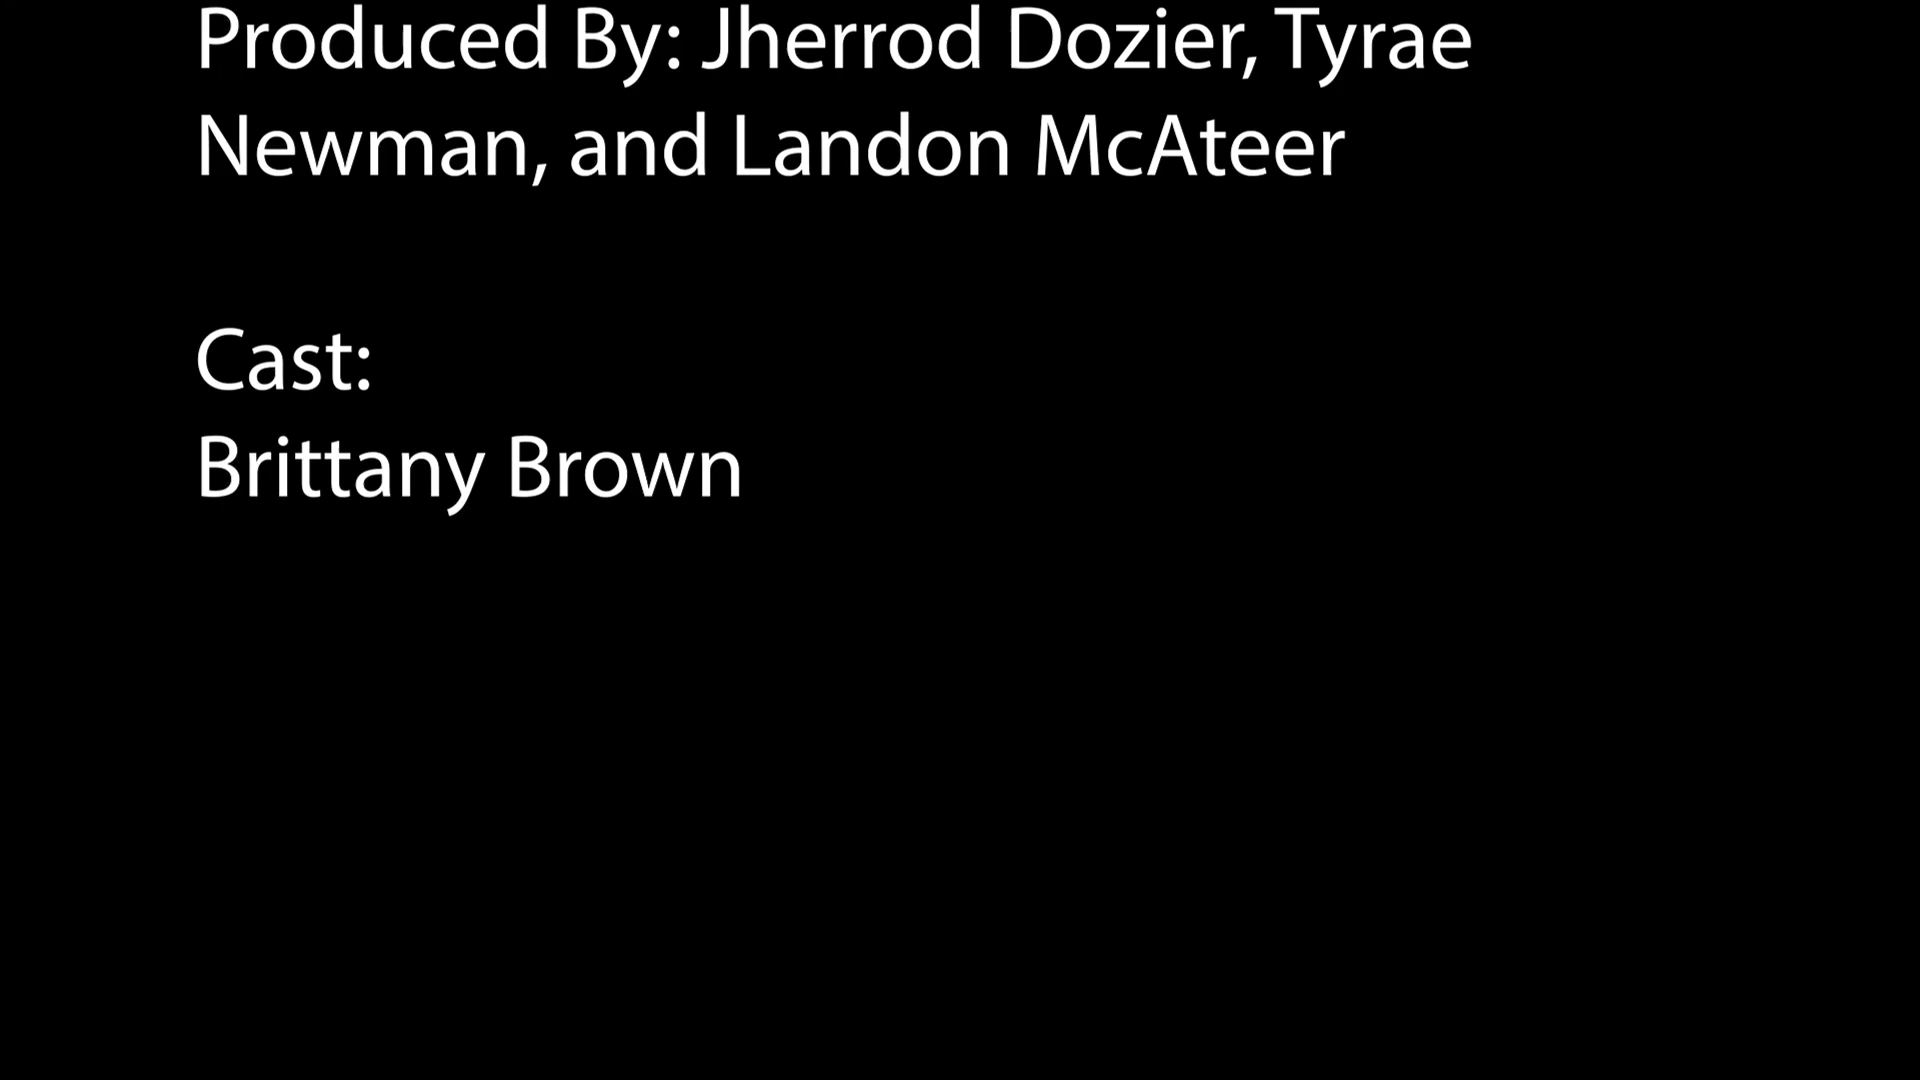 Produced By: Jherrod Dozier, Tyrae
Newman, and Landon McAteer
Cast:
Brittany Brown